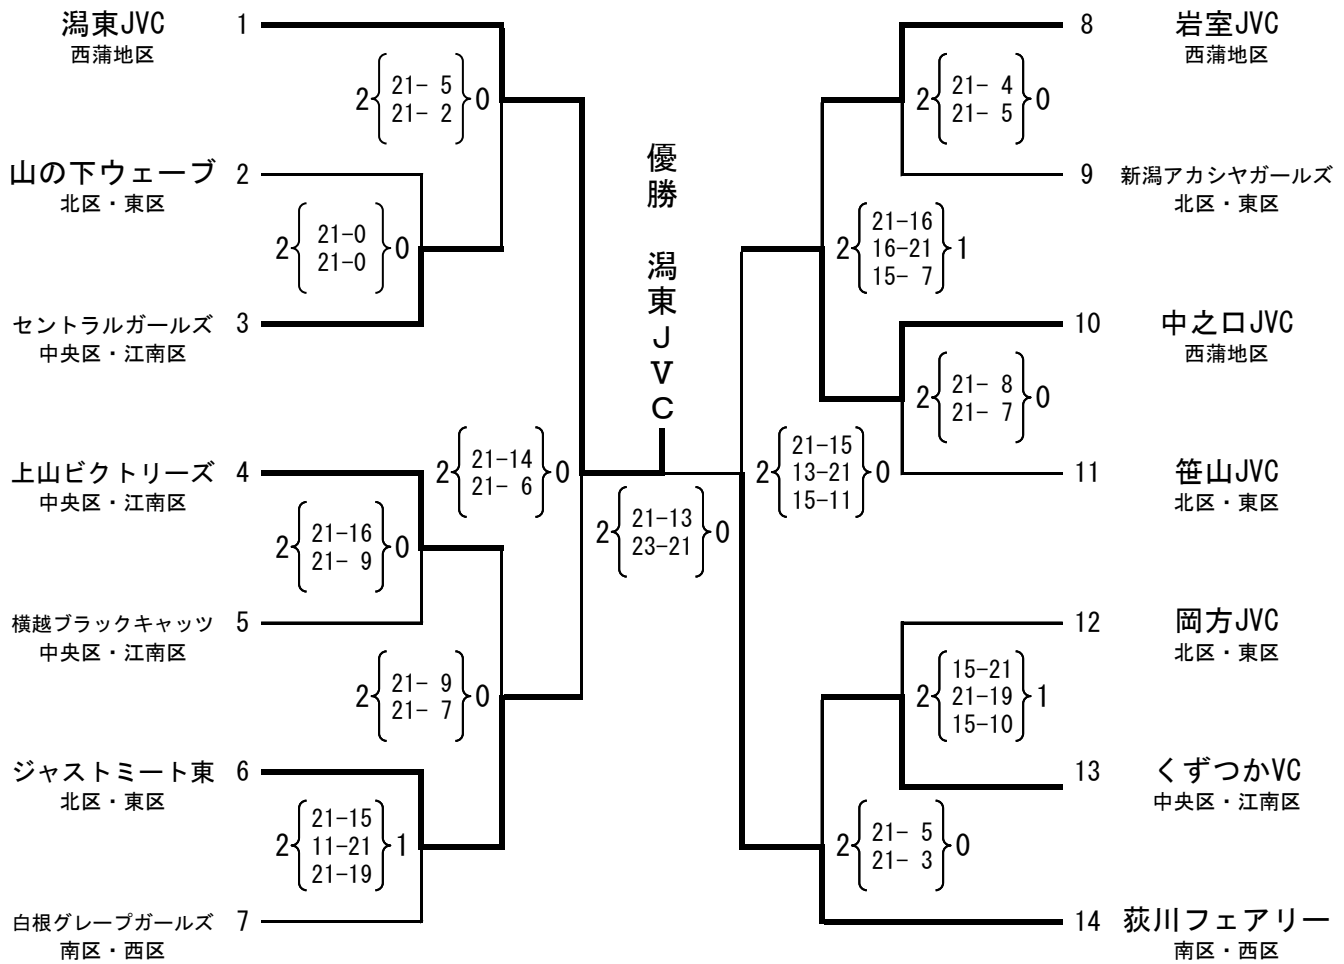 潟東JVC 1
西蒲地区
2 21- 5 0
21- 2
山の下ウェーブ 2
北区・東区
2 21-0 0
21-0
セントラルガールズ 3
中央区・江南区
上山ビクトリーズ 4
中央区・江南区
2 21-14 0
21- 6
2 21-16 0
21- 9
横越ブラックキャッツ 5
中央区・江南区
2 21- 9 0
21- 7
ジャストミート東 6
北区・東区
2 21-15 1
11-21
21-19
白根グレープガールズ 7
南区・西区
優勝 潟東JVC
2 21-13 0
23-21
8 岩室JVC
西蒲地区
2 21- 4 0
21- 5
9 新潟アカシヤガールズ
北区・東区
2 21-16 1
16-21
15- 7
10 中之口JVC
西蒲地区
2 21- 8 0
21- 7
2 21-15 0
13-21
15-11
11 笹山JVC
北区・東区
12 岡方JVC
北区・東区
2 15-21 1
21-19
15-10
13 くずつかVC
中央区・江南区
2 21- 5 0
21- 3
14 荻川フェアリー
南区・西区